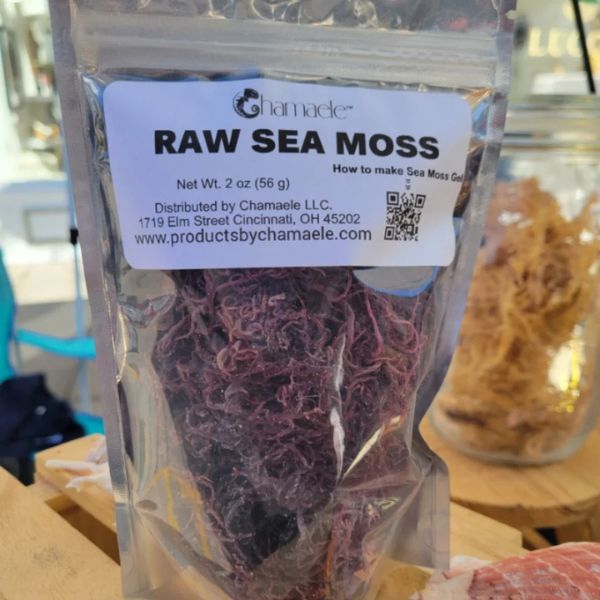 Chamaele™
RAW SEA MOSS
How to make Sea Moss Gel
Net Wt. 2 oz (56 g)
Distributed by Chamaele LLC.
1719 Elm Street Cincinnati, OH 45202
www.productsbychamaele.com